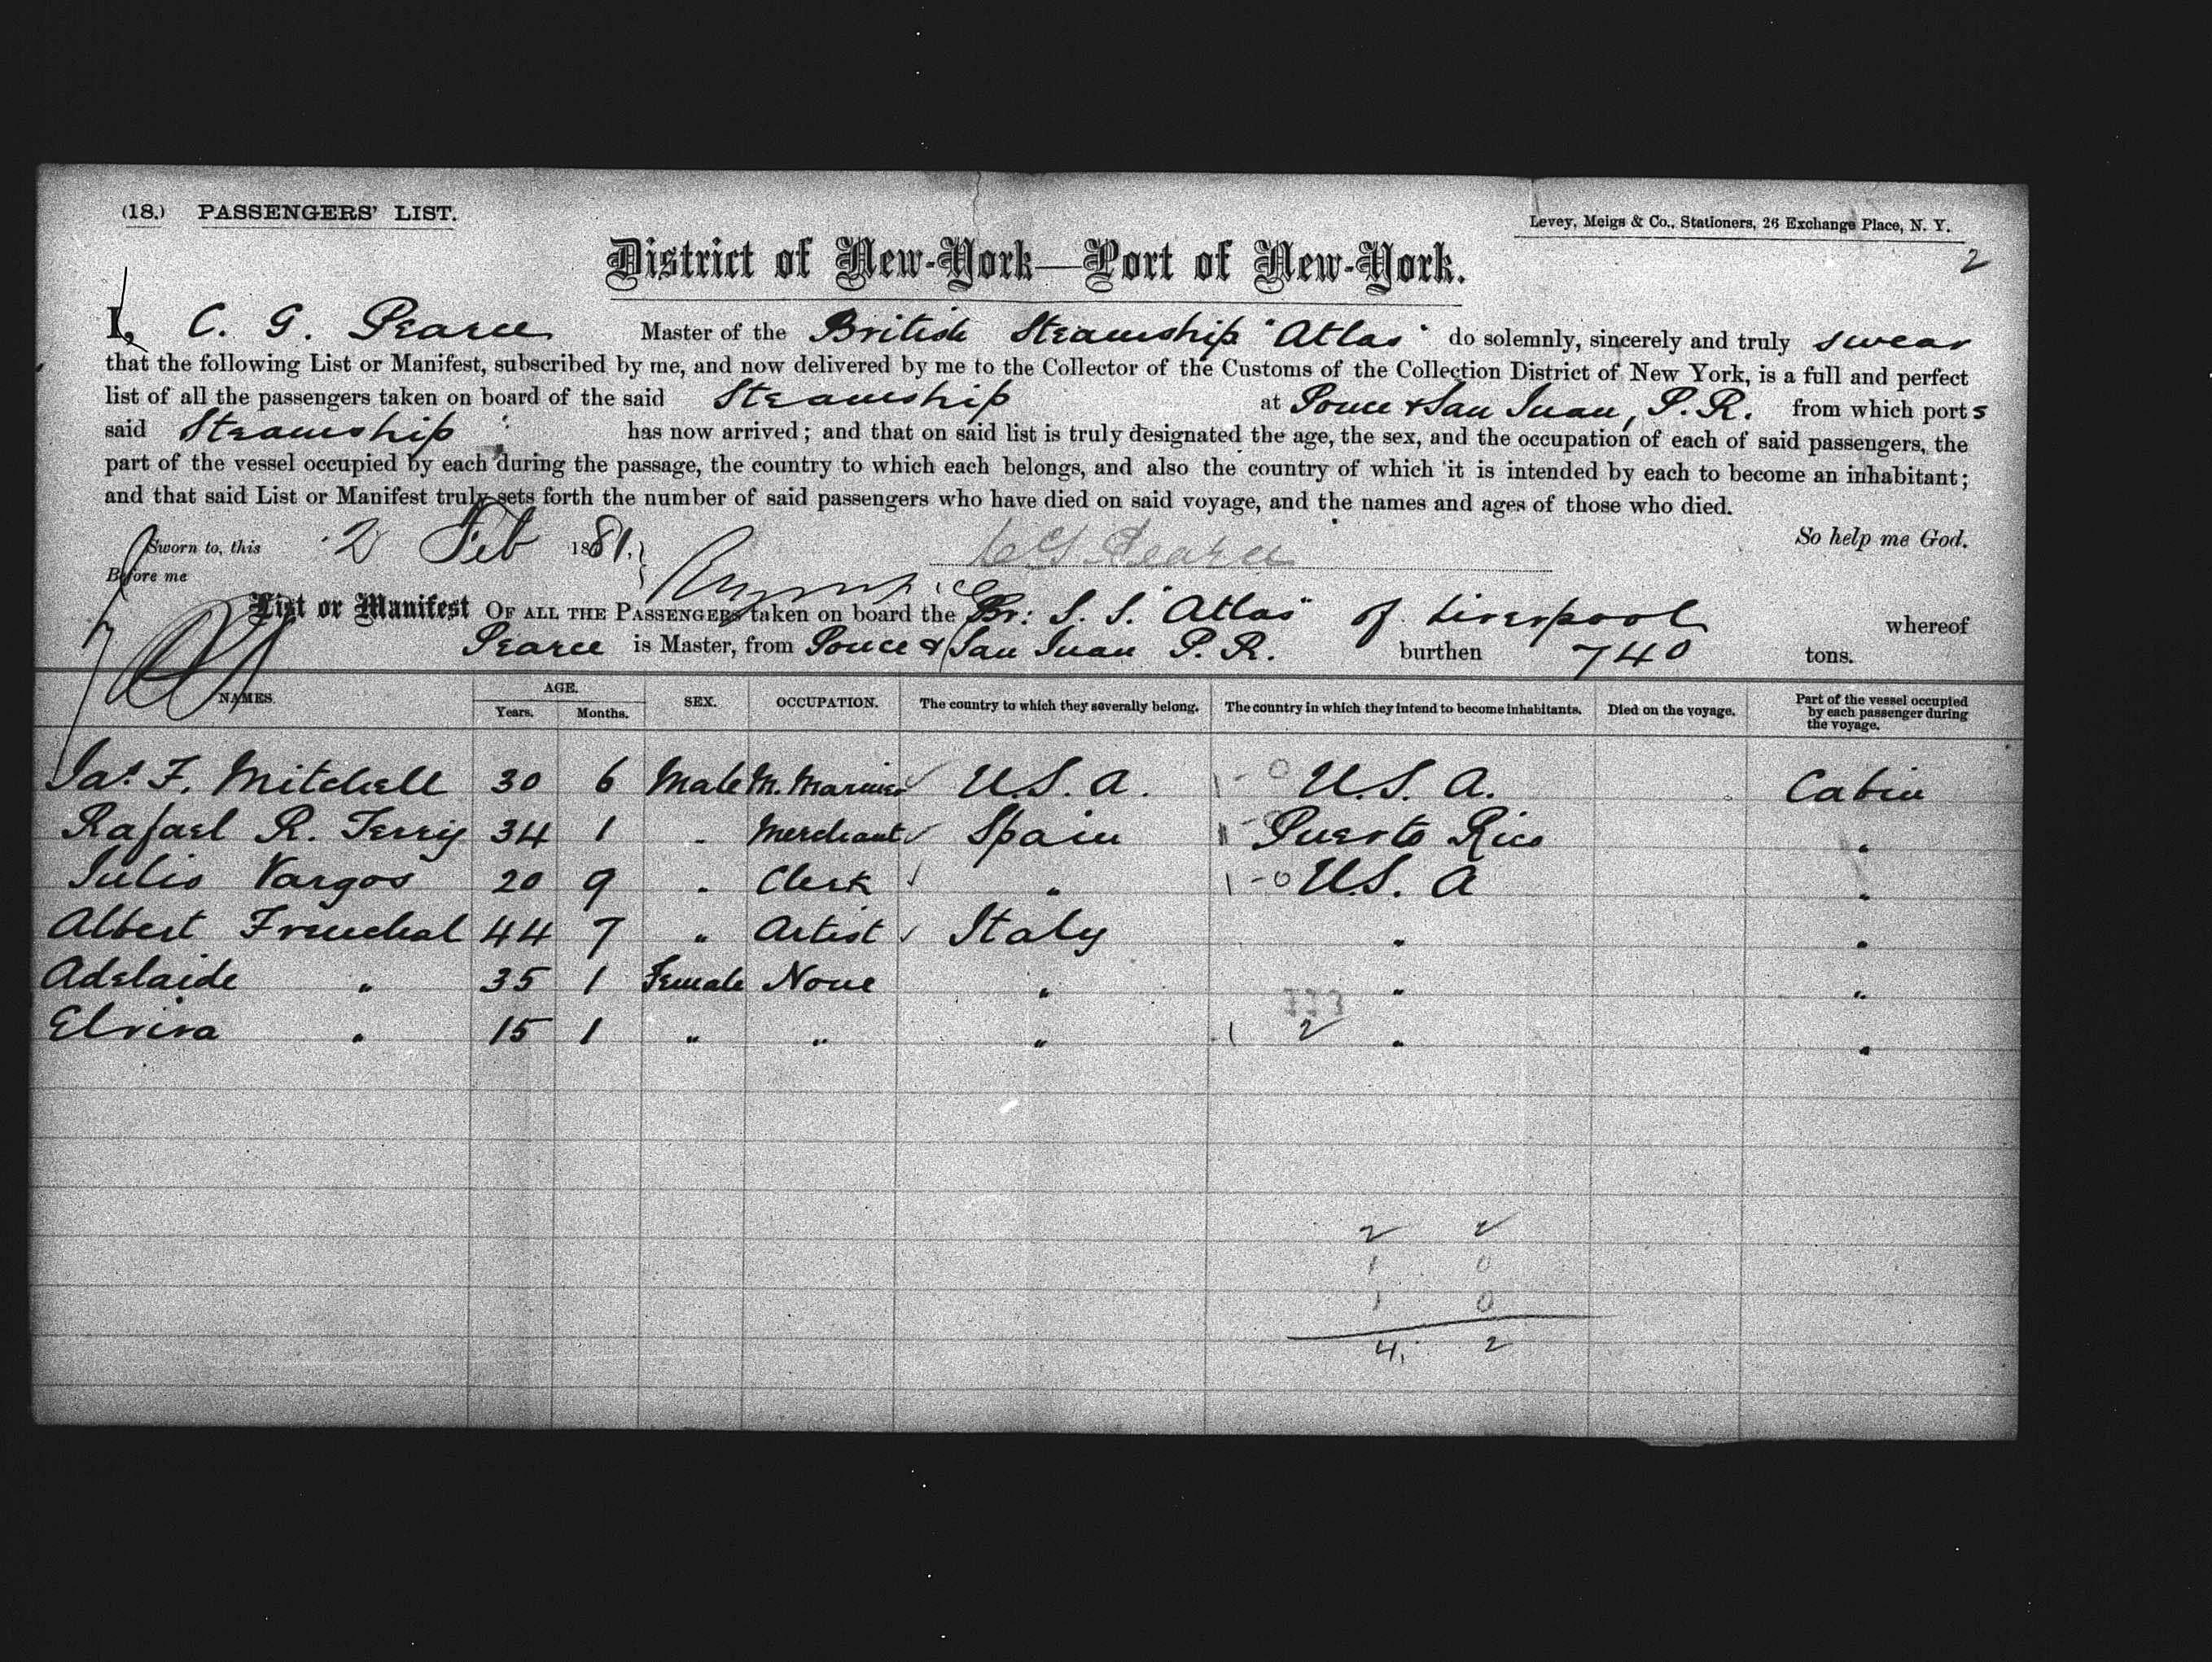 (18.) PASSENGERS' LIST.
Levey, Meigs & Co., Stationers, 26 Exchange Place, N. Y.
2
District of New-York—Port of New-York.
I, C. G. Pearce Master of the British Steamship "Atlas" do solemnly, sincerely and truly swear
that the following List or Manifest, subscribed by me, and now delivered by me to the Collector of the Customs of the Collection District of New York, is a full and perfect
list of all the passengers taken on board of the said Steamship at Ponce & San Juan, P. R. from which ports
said Steamship has now arrived; and that on said list is truly designated the age, the sex, and the occupation of each of said passengers, the
part of the vessel occupied by each during the passage, the country to which each belongs, and also the country of which it is intended by each to become an inhabitant;
and that said List or Manifest truly sets forth the number of said passengers who have died on said voyage, and the names and ages of those who died.
Sworn to, this 2 Feb 1881. C G Pearce So help me God.
Before me
List or Manifest OF ALL THE PASSENGERS taken on board the Br: S. S. "Atlas" of Liverpool whereof
Pearce is Master, from Ponce & San Juan P. R. burthen 740 tons.
NAMES. AGE. Years. Months. SEX. OCCUPATION. The country to which they severally belong. The country in which they intend to become inhabitants. Died on the voyage. Part of the vessel occupied by each passenger during the voyage.
Jas. F. Mitchell 30 6 Male M. Mariner U.S.A. 1-0 U.S.A. Cabin
Rafael R. 34 1 " Merchant Spain Puerto Rico "
Julio Vargos 20 9 " Clerk " 1-0 U.S.A "
Albert 44 7 " Artist Italy " "
Adelaide " 35 1 Female None " " "
Elvira " 15 1 " " " 1 2 " "
2 2
1 0
1 0
4 2